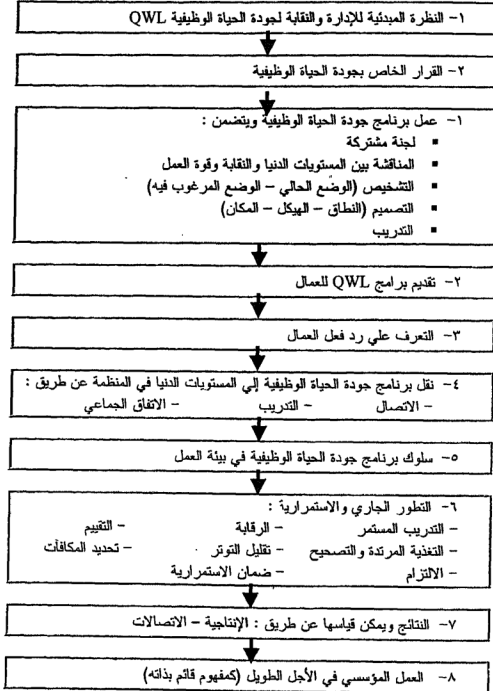 ١- النظرة المبدئية للإدارة والنقابة لجودة الحياة الوظيفية QWL
٢- القرار الخاص بجودة الحياة الوظيفية
١- عمل برنامج جودة الحياة الوظيفية ويتضمن :
▪ لجنة مشتركة
▪ المناقشة بين المستويات الدنيا والنقابة وقوة العمل
▪ التشخيص (الوضع الحالي – الوضع المرغوب فيه)
▪ التصميم (النطاق – الهيكل – المكان)
▪ التدريب
٢- تقديم برامج QWL للعمال
٣- التعرف علي رد فعل العمال
٤- نقل برنامج جودة الحياة الوظيفية إلي المستويات الدنيا في المنظمة عن طريق :
– الاتصال – التدريب – الاتفاق الجماعي
٥- سلوك برنامج جودة الحياة الوظيفية في بيئة العمل
٦- التطور الجاري والاستمرارية :
– التدريب المستمر – الرقابة – التقييم
– التغذية المرتدة والتصحيح – تقليل التوتر – تحديد المكافآت
– الالتزام – ضمان الاستمرارية
٧- النتائج ويمكن قياسها عن طريق : الإنتاجية – الاتصالات
٨- العمل المؤسسي في الأجل الطويل (كمفهوم قائم بذاته)